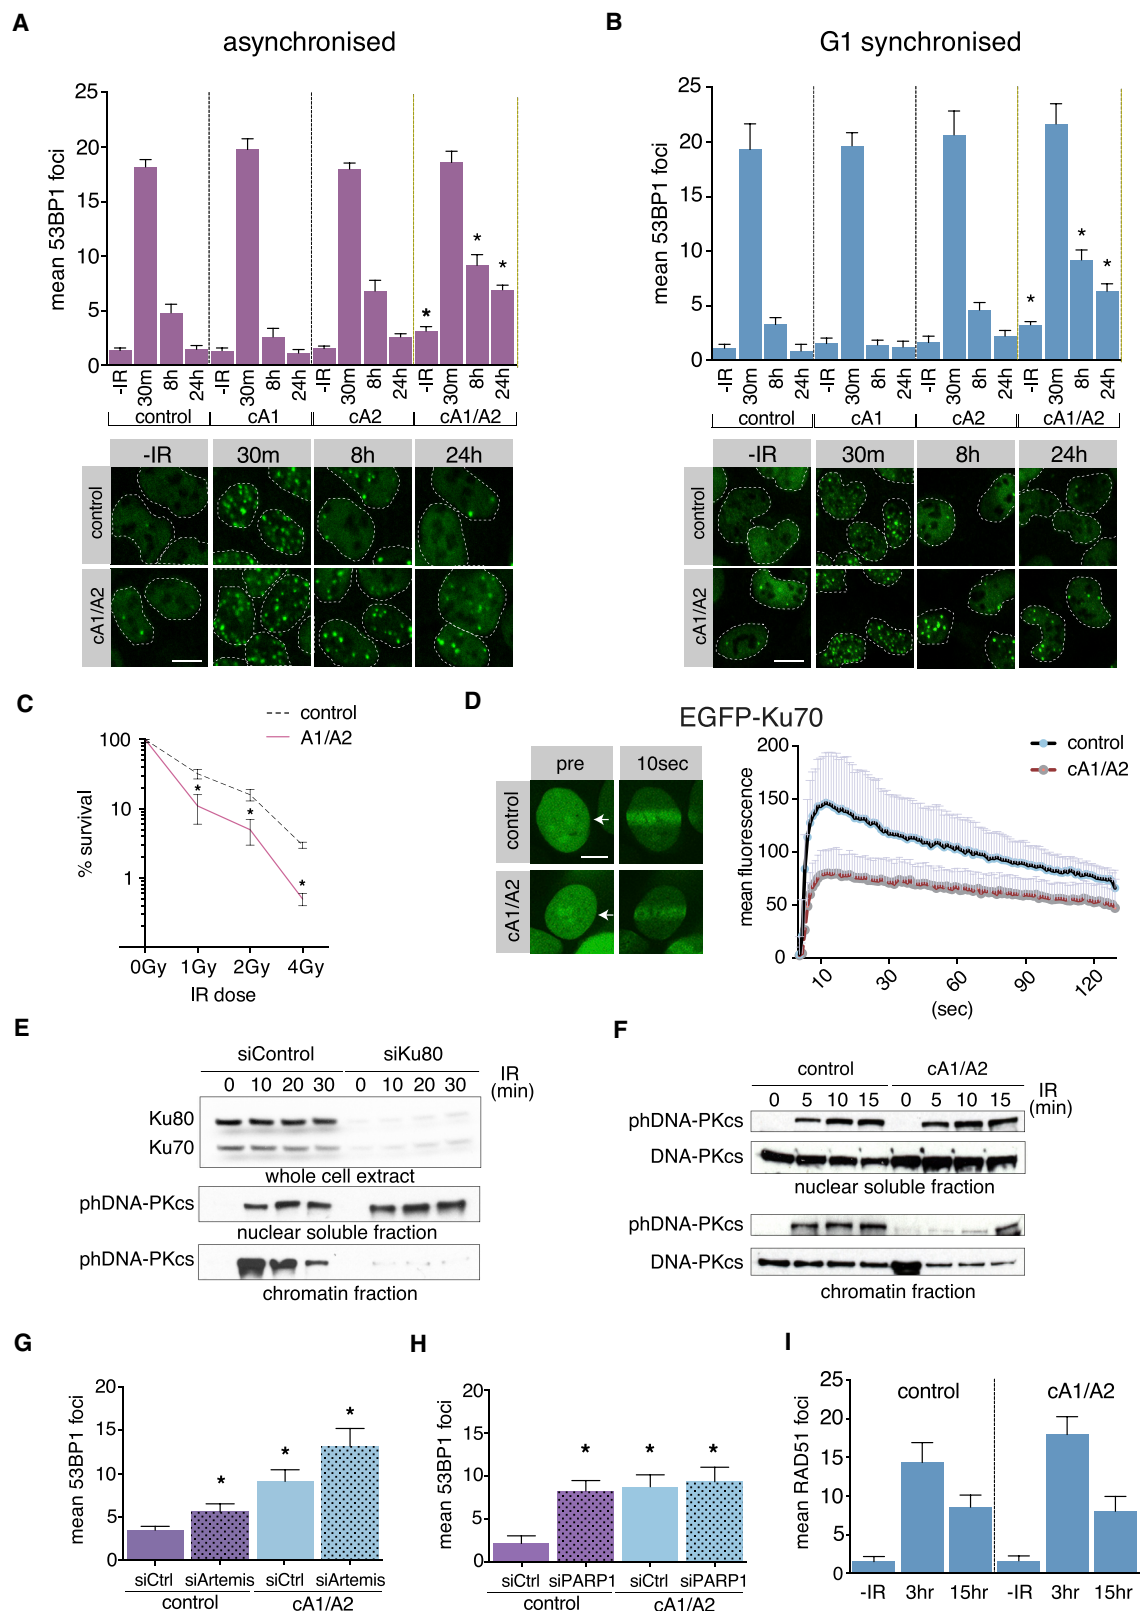 A
asynchronised
mean 53BP1 foci
25
20
15
10
5
0
* * *
-IR 30m 8h 24h -IR 30m 8h 24h -IR 30m 8h 24h -IR 30m 8h 24h
control cA1 cA2 cA1/A2
-IR 30m 8h 24h
control
cA1/A2
B
G1 synchronised
mean 53BP1 foci
25
20
15
10
5
0
* * *
-IR 30m 8h 24h -IR 30m 8h 24h -IR 30m 8h 24h -IR 30m 8h 24h
control cA1 cA2 cA1/A2
-IR 30m 8h 24h
control
cA1/A2
C
control
A1/A2
% survival
100
10
1
* * *
0Gy 1Gy 2Gy 4Gy
IR dose
D
EGFP-Ku70
pre 10sec
control
cA1/A2
mean fluorescence
200
150
100
50
0
control
cA1/A2
10 30 60 90 120
(sec)
E
siControl siKu80
0 10 20 30 0 10 20 30 IR (min)
Ku80
Ku70
whole cell extract
phDNA-PKcs
nuclear soluble fraction
phDNA-PKcs
chromatin fraction
F
control cA1/A2
0 5 10 15 0 5 10 15 IR (min)
phDNA-PKcs
DNA-PKcs
nuclear soluble fraction
phDNA-PKcs
DNA-PKcs
chromatin fraction
G
mean 53BP1 foci
20
15
10
5
0
* * *
siCtrl siArtemis siCtrl siArtemis
control cA1/A2
H
mean 53BP1 foci
20
15
10
5
0
* * *
siCtrl siPARP1 siCtrl siPARP1
control cA1/A2
I
mean RAD51 foci
25
20
15
10
5
0
control cA1/A2
-IR 3hr 15hr -IR 3hr 15hr